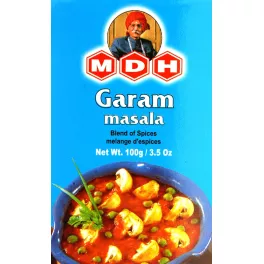 MDH
Garam
masala
Blend of Spices
melange d'espices
Net Wt. 100g / 3.5 Oz